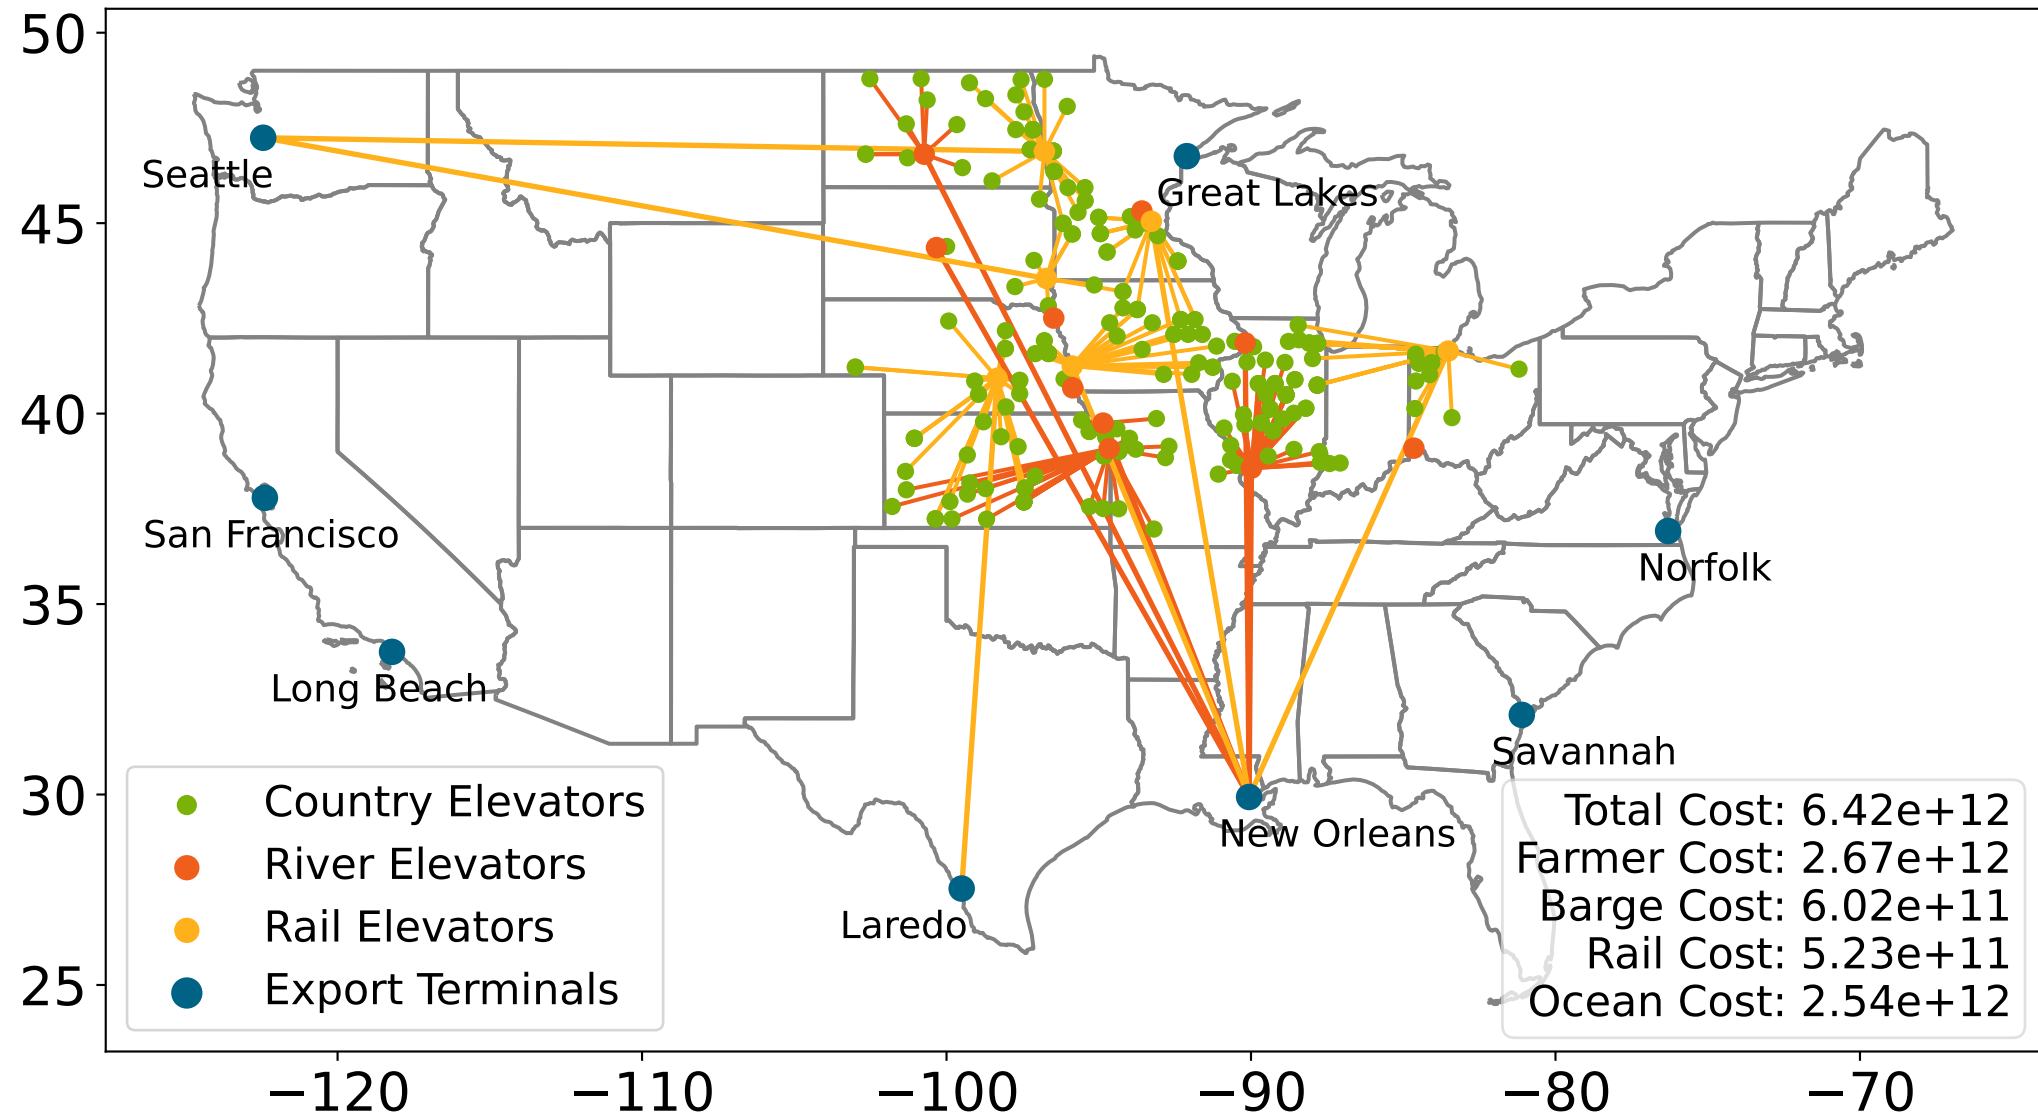 50
45
40
35
30
25
−120
−110
−100
−90
−80
−70
Seattle
Great Lakes
San Francisco
Norfolk
Long Beach
Savannah
New Orleans
Laredo
Country Elevators
River Elevators
Rail Elevators
Export Terminals
Total Cost: 6.42e+12
Farmer Cost: 2.67e+12
Barge Cost: 6.02e+11
Rail Cost: 5.23e+11
Ocean Cost: 2.54e+12